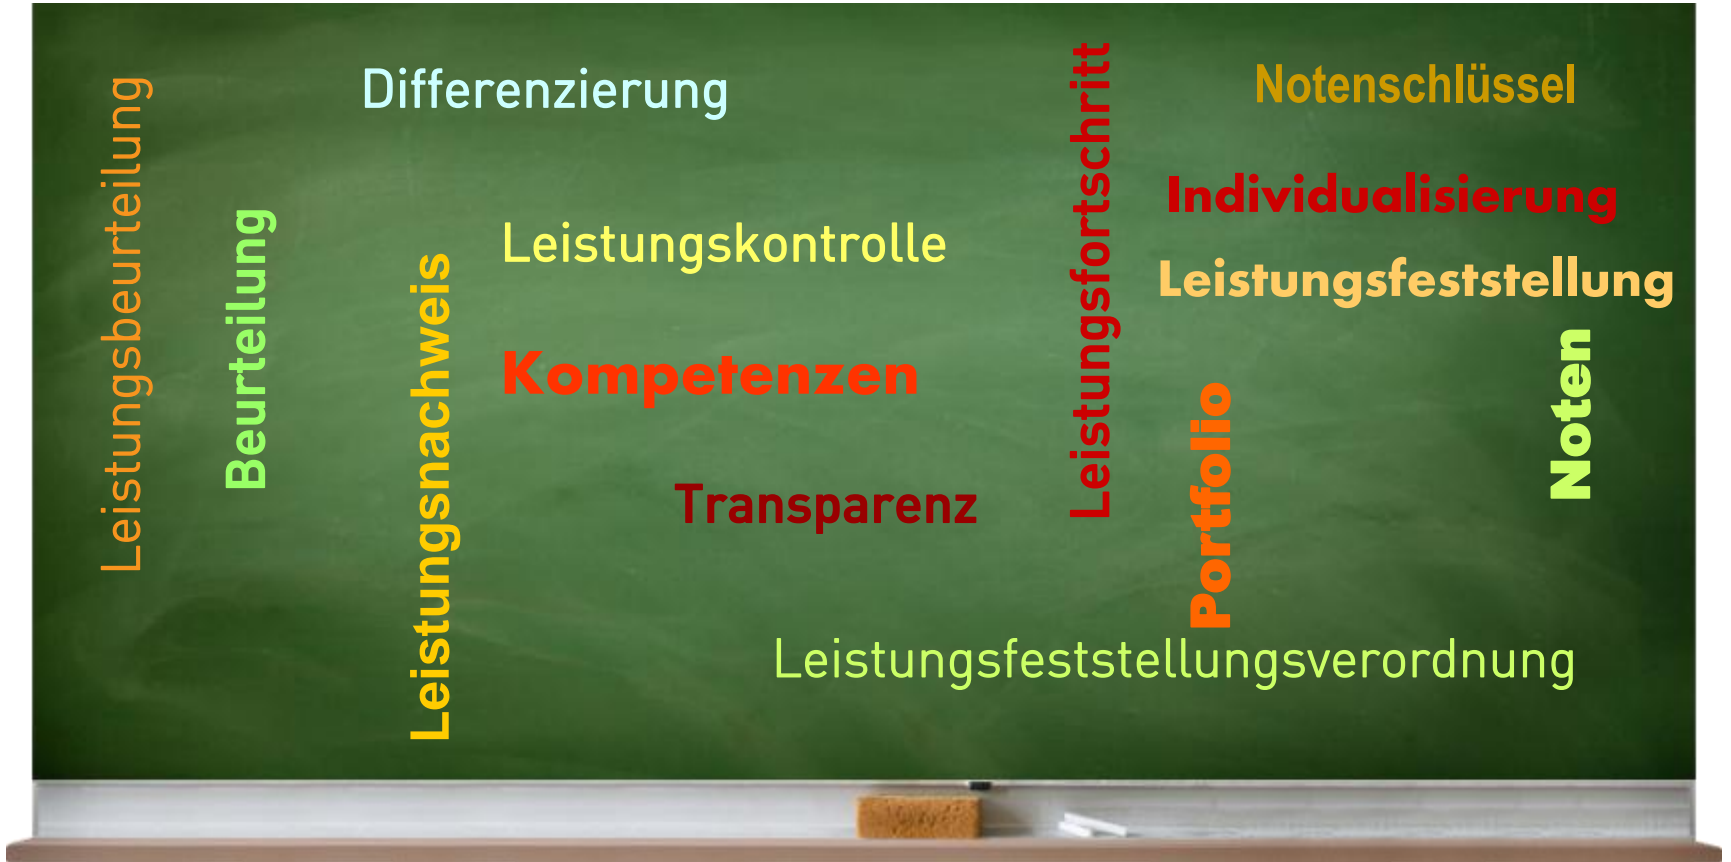 Differenzierung
Notenschlüssel
Leistungsbeurteilung
Beurteilung
Leistungsnachweis
Leistungskontrolle
Kompetenzen
Transparenz
Leistungsfortschritt
Individualisierung
Leistungsfeststellung
Portfolio
Noten
Leistungsfeststellungsverordnung